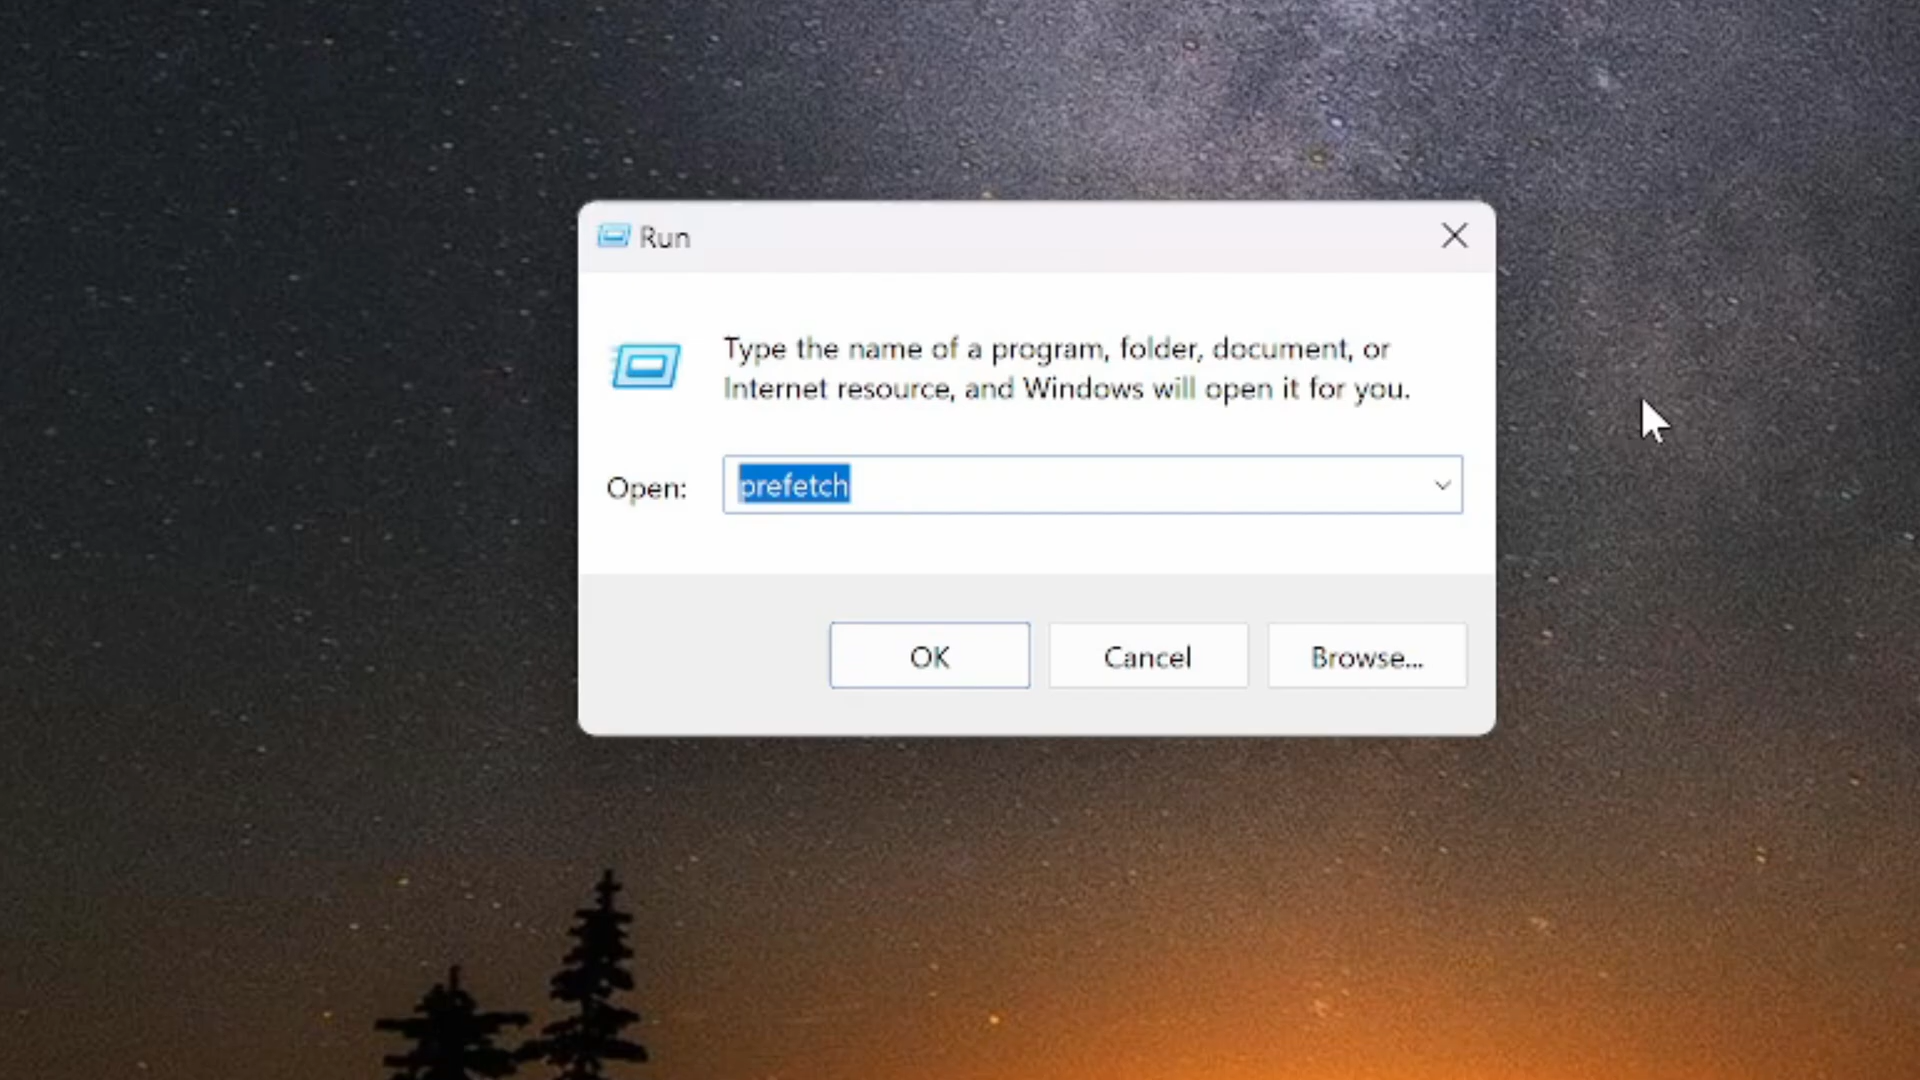 Run
Type the name of a program, folder, document, or
Internet resource, and Windows will open it for you.
Open:
prefetch
OK
Cancel
Browse...